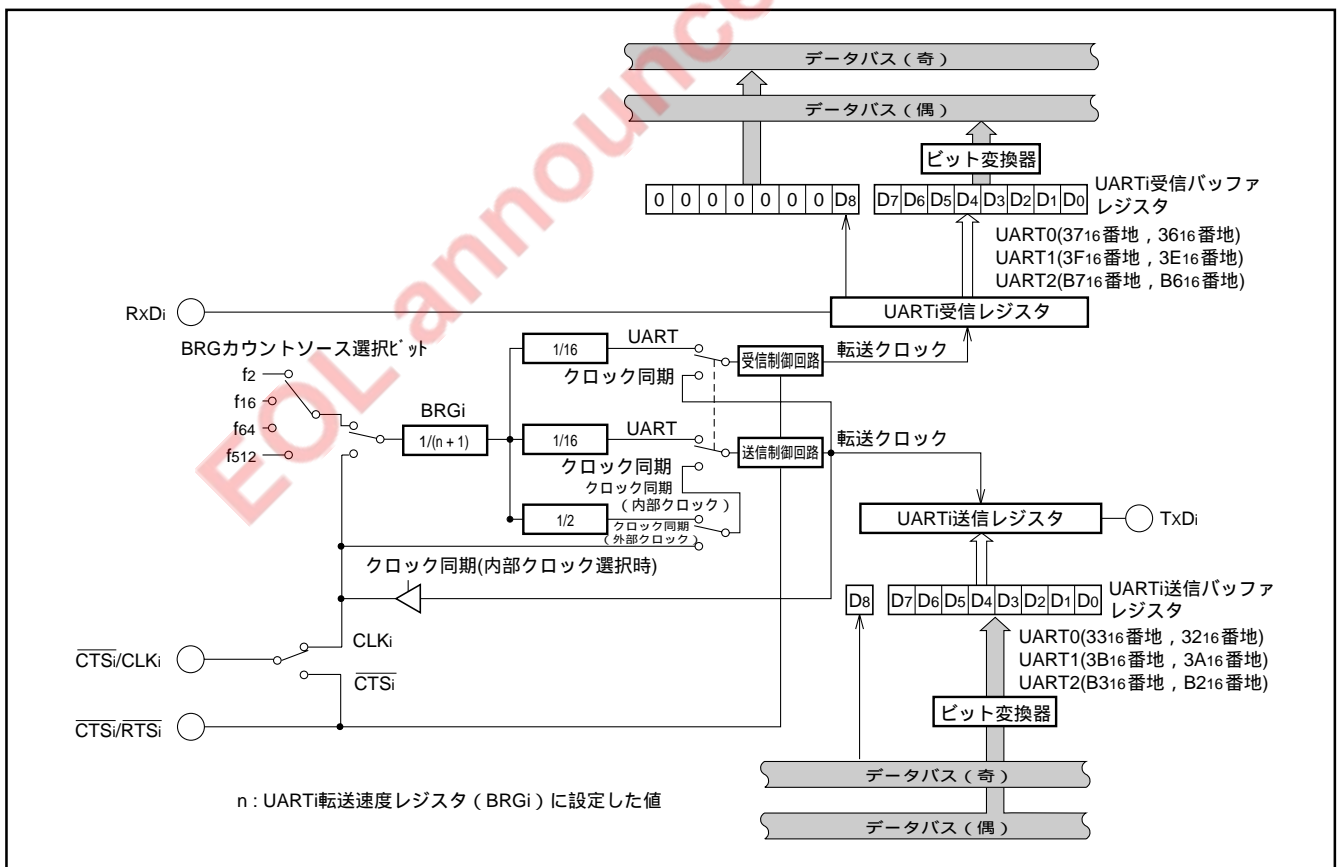 データバス（奇）
データバス（偶）
ビット変換器
0 0 0 0 0 0 0 D8
D7 D6 D5 D4 D3 D2 D1 D0
UARTi受信バッファ
レジスタ
UART0(3716番地，3616番地)
UART1(3F16番地，3E16番地)
UART2(B716番地，B616番地)
RxDi
UARTi受信レジスタ
BRGカウントソース選択ビット
f2
f16
f64
f512
BRGi
1/(n + 1)
1/16
UART
クロック同期
受信制御回路
転送クロック
1/16
UART
クロック同期
送信制御回路
転送クロック
クロック同期
（内部クロック）
1/2
クロック同期
（外部クロック）
UARTi送信レジスタ
TxDi
クロック同期(内部クロック選択時)
D8
D7 D6 D5 D4 D3 D2 D1 D0
UARTi送信バッファ
レジスタ
UART0(3316番地，3216番地)
UART1(3B16番地，3A16番地)
UART2(B316番地，B216番地)
CTSi/CLKi
CLKi
CTSi
CTSi/RTSi
ビット変換器
データバス（奇）
データバス（偶）
n : UARTi転送速度レジスタ（BRGi）に設定した値
EOL announce